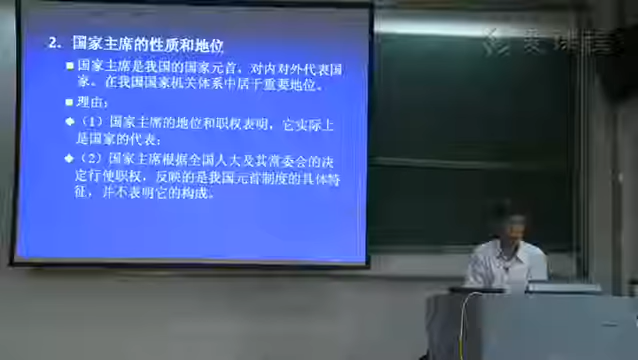 2. 国家主席的性质和地位
■国家主席是我国的国家元首，对内对外代表国
家。在我国国家机关体系中居于重要地位。
■理由：
◆（1）国家主席的地位和职权表明，它实际上
是国家的代表；
◆（2）国家主席根据全国人大及其常委会的决
定行使职权，反映的是我国元首制度的具体特
征，并不表明它的构成。